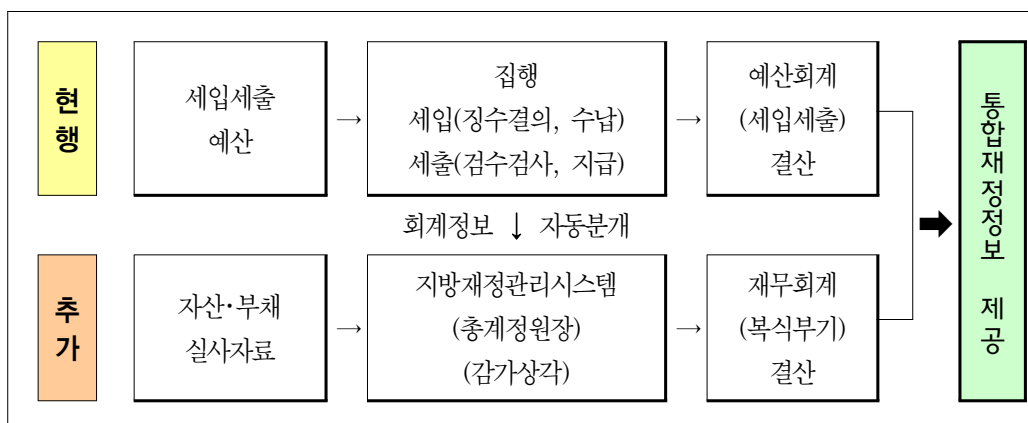 현행
세입세출
예산
→
집행
세입(징수결의, 수납)
세출(검수검사, 지급)
→
예산회계
(세입세출)
결산
회계정보 ↓ 자동분개
추가
자산·부채
실사자료
→
지방재정관리시스템
(총계정원장)
(감가상각)
→
재무회계
(복식부기)
결산
통합재정정보 제공